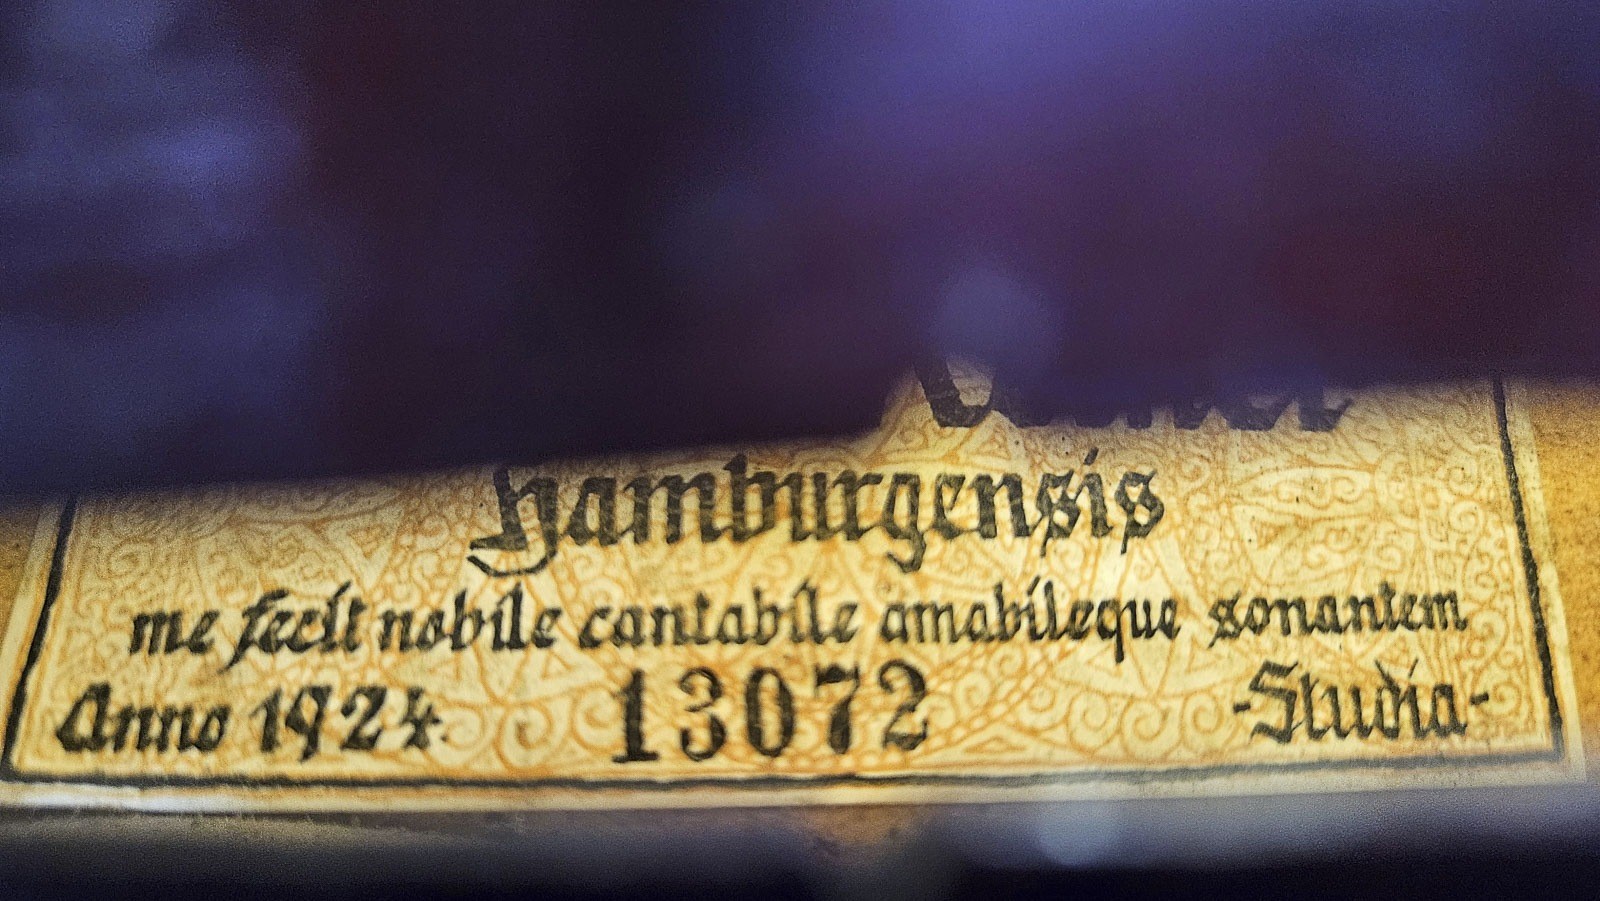 Hamburgensis
me fecit nobile cantabile amabileque sonantem
Anno 1924 13072 -Studia-